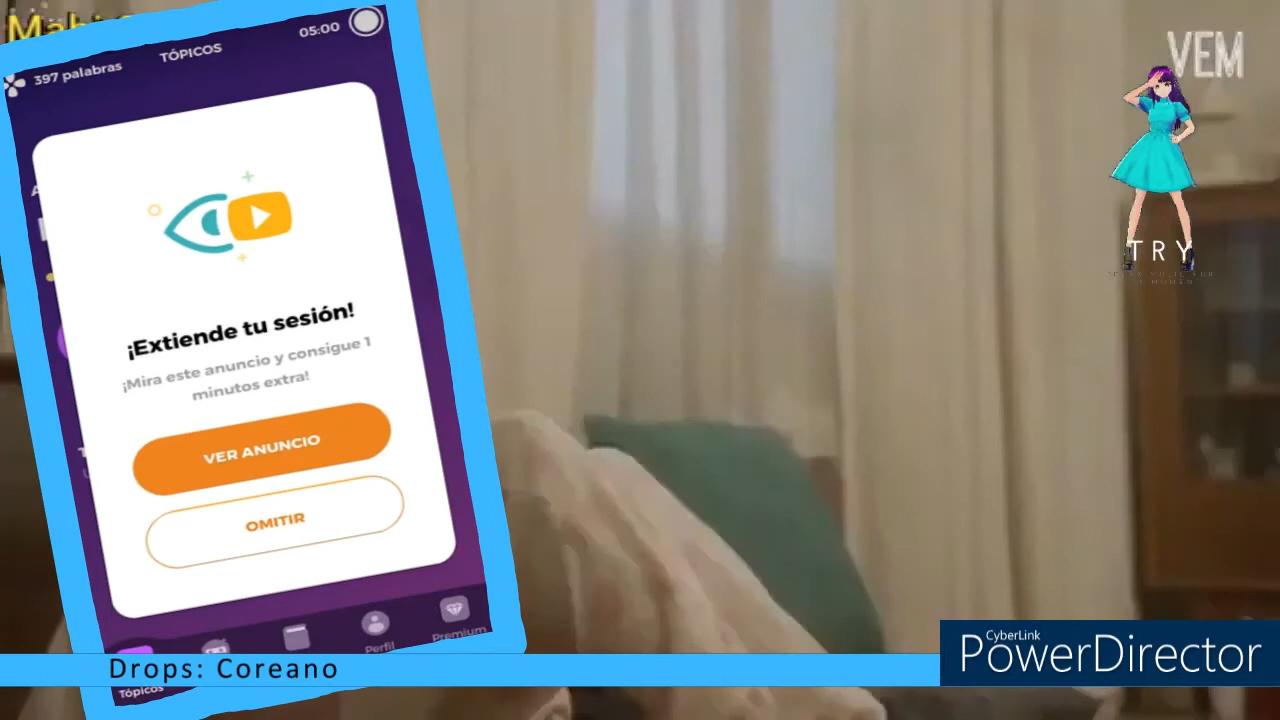 397 palabras
TÓPICOS
05:00
¡Extiende tu sesión!
¡Mira este anuncio y consigue 1
minutos extra!
VER ANUNCIO
OMITIR
Perfil
Premium
Tópicos
Drops: Coreano
VEM
TRY
CyberLink
PowerDirector